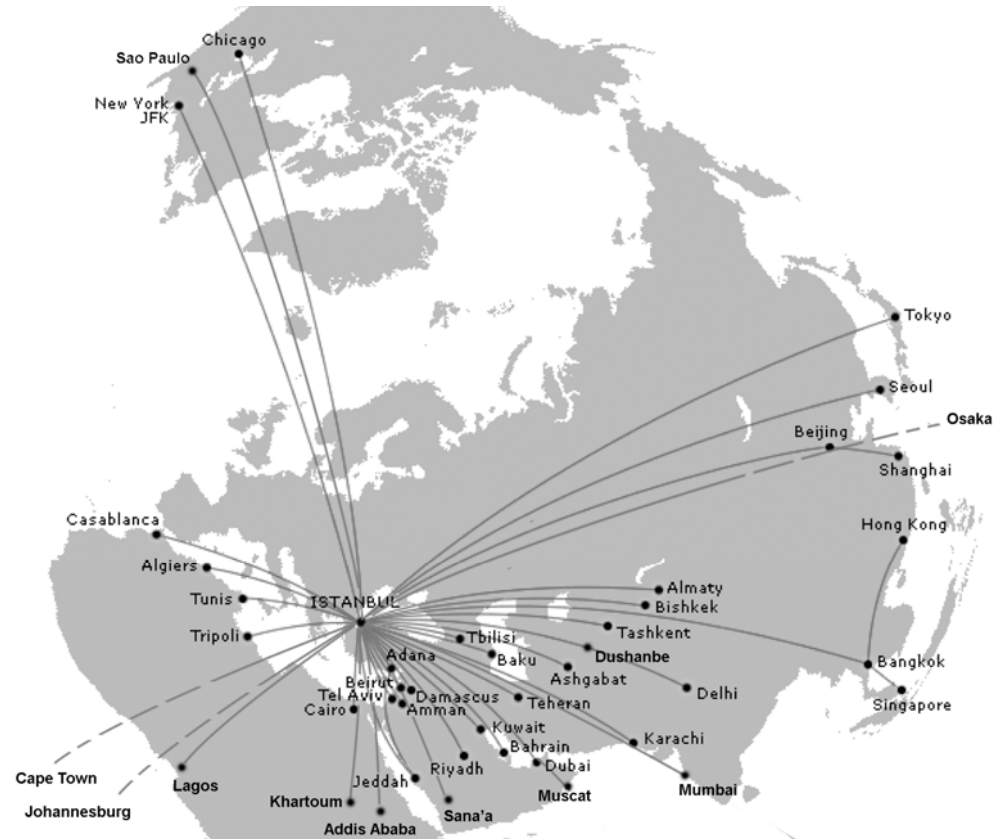 Chicago
Sao Paulo
New York
JFK
Tokyo
Seoul
Osaka
Beijing
Shanghai
Casablanca
Hong Kong
Algiers
Almaty
Tunis
ISTANBUL
Bishkek
Tashkent
Tripoli
Tbilisi
Dushanbe
Adana
Baku
Bangkok
Ashgabat
Beirut
Tel Aviv
Damascus
Delhi
Cairo
Amman
Teheran
Singapore
Kuwait
Karachi
Bahrain
Dubai
Riyadh
Cape Town
Jeddah
Lagos
Muscat
Mumbai
Johannesburg
Khartoum
Sana'a
Addis Ababa